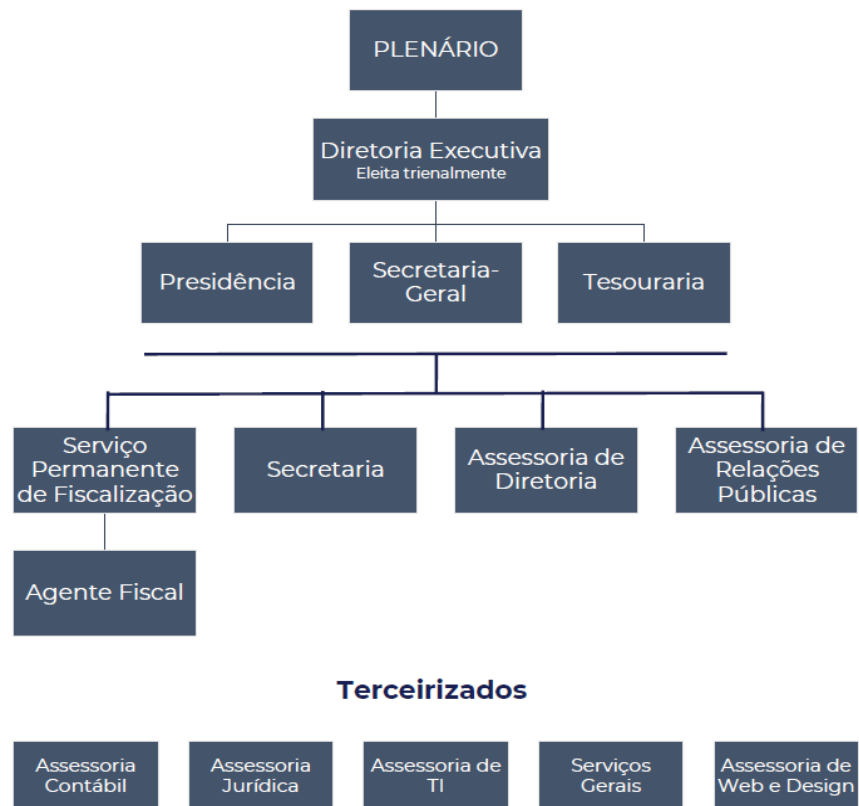 PLENÁRIO
Diretoria Executiva
Eleita trienalmente
Presidência
Secretaria-
Geral
Tesouraria
Serviço
Permanente
de Fiscalização
Secretaria
Assessoria de
Diretoria
Assessoria de
Relações
Públicas
Agente Fiscal
Terceirizados
Assessoria
Contábil
Assessoria
Jurídica
Assessoria de
TI
Serviços
Gerais
Assessoria de
Web e Design